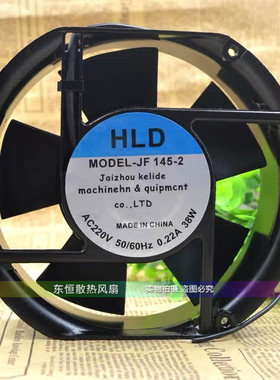 HLD
MODEL-JF 145-2
Jaizhou kelide
machinehn & quipmcnt
co.,LTD
MADE IN CHINA
AC220V 50/60Hz 0.22A 38W
东恒散热风扇
实物拍摄 盗图必究